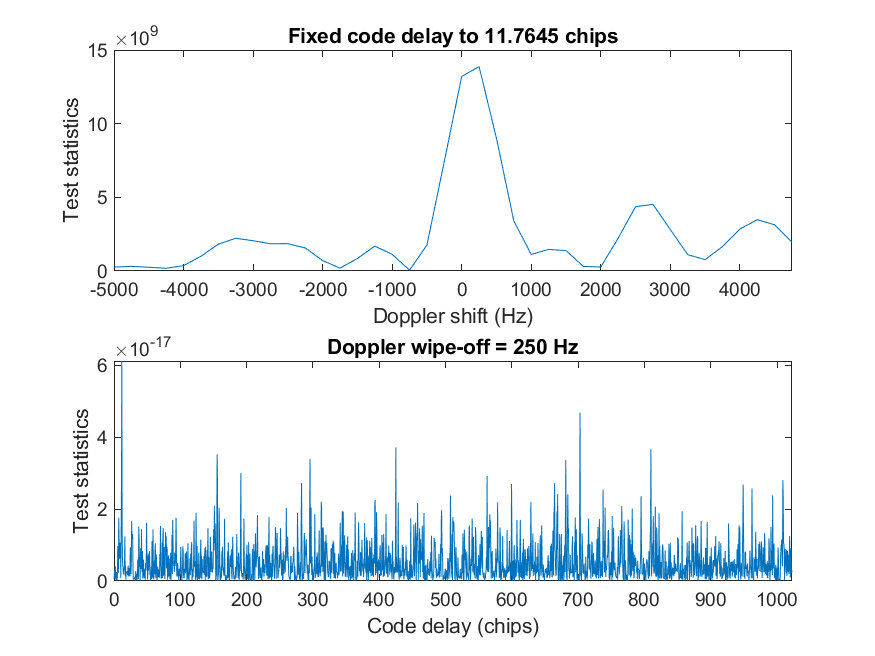 Fixed code delay to 11.7645 chips
×10^9
15
10
5
0
Test statistics
-5000 -4000 -3000 -2000 -1000 0 1000 2000 3000 4000
Doppler shift (Hz)
Doppler wipe-off = 250 Hz
×10^-17
6
4
2
0
Test statistics
0 100 200 300 400 500 600 700 800 900 1000
Code delay (chips)